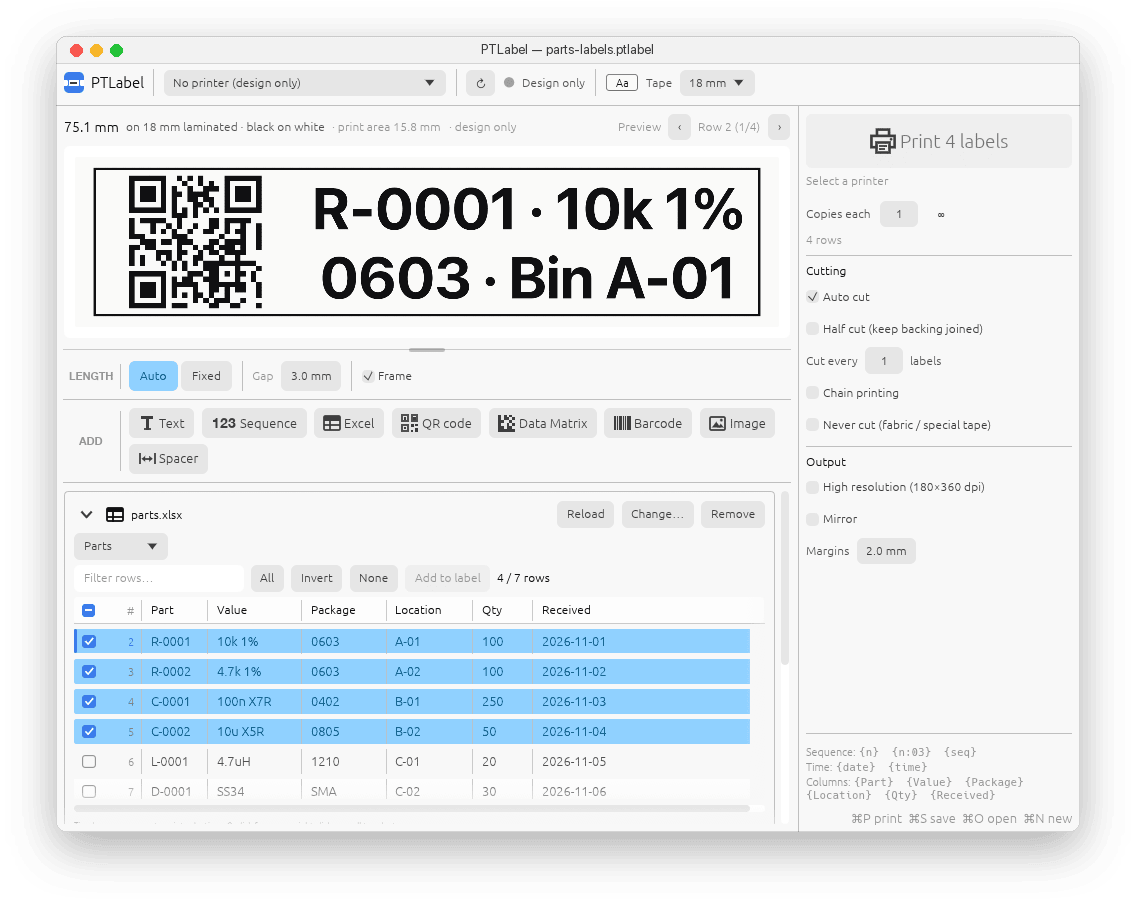 PTLabel — parts-labels.ptlabel
PTLabel No printer (design only) Design only Aa Tape 18 mm
75.1 mm on 18 mm laminated · black on white · print area 15.8 mm · design only Preview ‹ Row 2 (1/4) ›
R-0001 · 10k 1%
0603 · Bin A-01
LENGTH Auto Fixed Gap 3.0 mm Frame
ADD
Text 123 Sequence Excel QR code Data Matrix Barcode Image
Spacer
parts.xlsx Reload Change… Remove
Parts
Filter rows… All Invert None Add to label 4 / 7 rows
# Part Value Package Location Qty Received
2 R-0001 10k 1% 0603 A-01 100 2026-11-01
3 R-0002 4.7k 1% 0603 A-02 100 2026-11-02
4 C-0001 100n X7R 0402 B-01 250 2026-11-03
5 C-0002 10u X5R 0805 B-02 50 2026-11-04
6 L-0001 4.7uH 1210 C-01 20 2026-11-05
7 D-0001 SS34 SMA C-02 30 2026-11-06
Print 4 labels
Select a printer
Copies each 1 ∞
4 rows
Cutting
Auto cut
Half cut (keep backing joined)
Cut every 1 labels
Chain printing
Never cut (fabric / special tape)
Output
High resolution (180×360 dpi)
Mirror
Margins 2.0 mm
Sequence: {n} {n:03} {seq}
Time: {date} {time}
Columns: {Part} {Value} {Package}
{Location} {Qty} {Received}
⌘P print ⌘S save ⌘O open ⌘N new